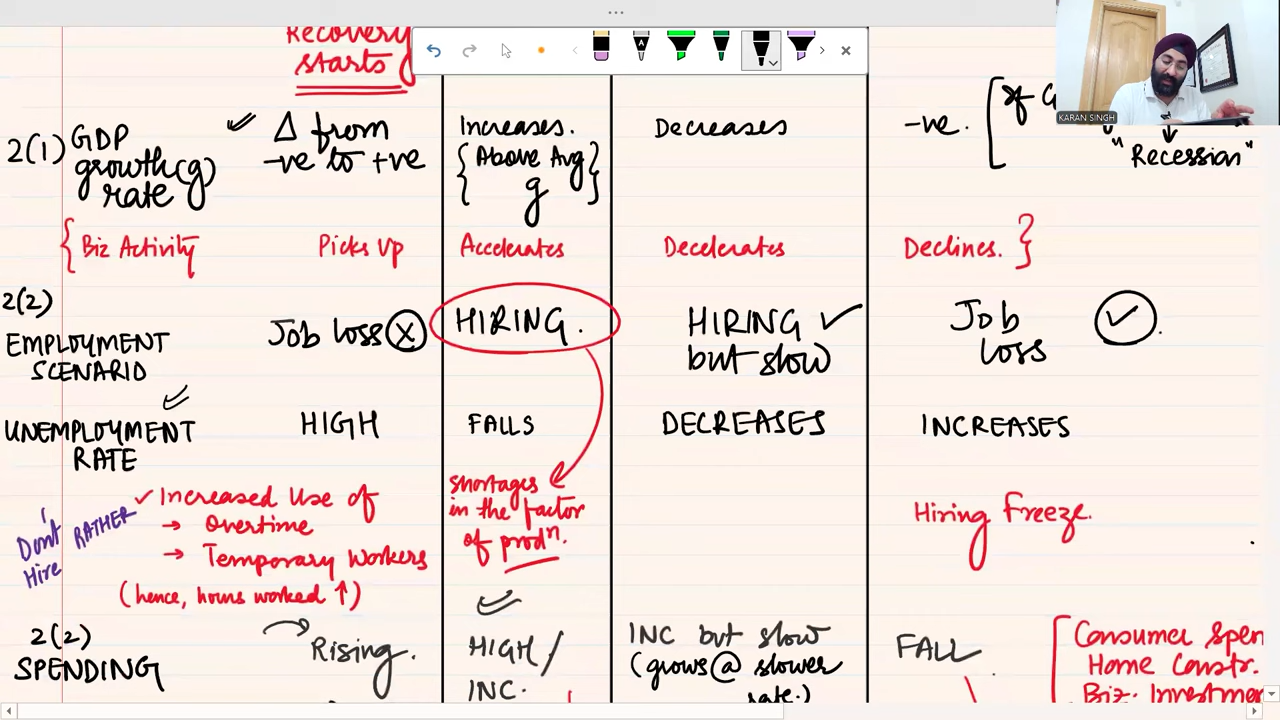 Recovery
starts
2(1) GDP
growth(g)
rate
Δ from
-ve to +ve
Increases.
{Above Avg
g}
Decreases
-ve.
"Recession"
KARAN SINGH
{Biz Activity
Picks Up
Accelerates
Decelerates
Declines.}
2(2)
EMPLOYMENT
SCENARIO
Job loss
HIRING.
HIRING ✓
but slow
Job
loss
UNEMPLOYMENT
RATE
HIGH
FALLS
DECREASES
INCREASES
Don't
Hire
RATHER
✓ Increased Use of
→ Overtime
→ Temporary Workers
(hence, hours worked ↑)
shortages
in the factor
of prodⁿ.
Hiring Freeze.
2(2)
SPENDING
Rising.
HIGH/
INC.
INC but slow
(grows @ slower
rate.)
FALL
Consumer Spen
Home Constr.
Biz. Investmen